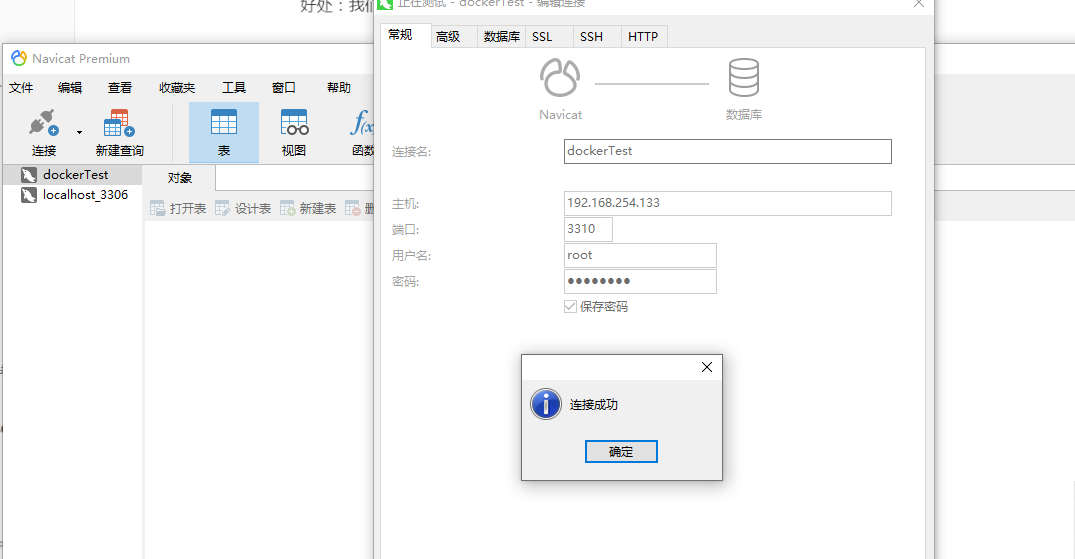 好处：我们
正在测试 - dockerTest - 编辑连接
常规 高级 数据库 SSL SSH HTTP
Navicat Premium
文件 编辑 查看 收藏夹 工具 窗口 帮助
连接 新建查询 表 视图 函数
dockerTest
localhost_3306
对象
打开表 设计表 新建表 删
Navicat 数据库
连接名: dockerTest
主机: 192.168.254.133
端口: 3310
用户名: root
密码: ●●●●●●●●
保存密码
连接成功
确定